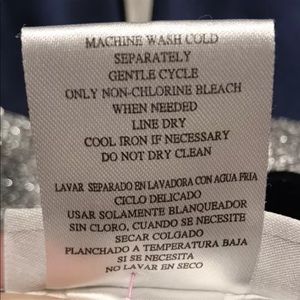 MACHINE WASH COLD
SEPARATELY
GENTLE CYCLE
ONLY NON-CHLORINE BLEACH
WHEN NEEDED
LINE DRY
COOL IRON IF NECESSARY
DO NOT DRY CLEAN
LAVAR SEPARADO EN LAVADORA CON AGUA FRIA
CICLO DELICADO
USAR SOLAMENTE BLANQUEADOR
SIN CLORO, CUANDO SE NECESITE
SECAR COLGADO
PLANCHADO A TEMPERATURA BAJA
SI SE NECESITA
NO LAVAR EN SECO